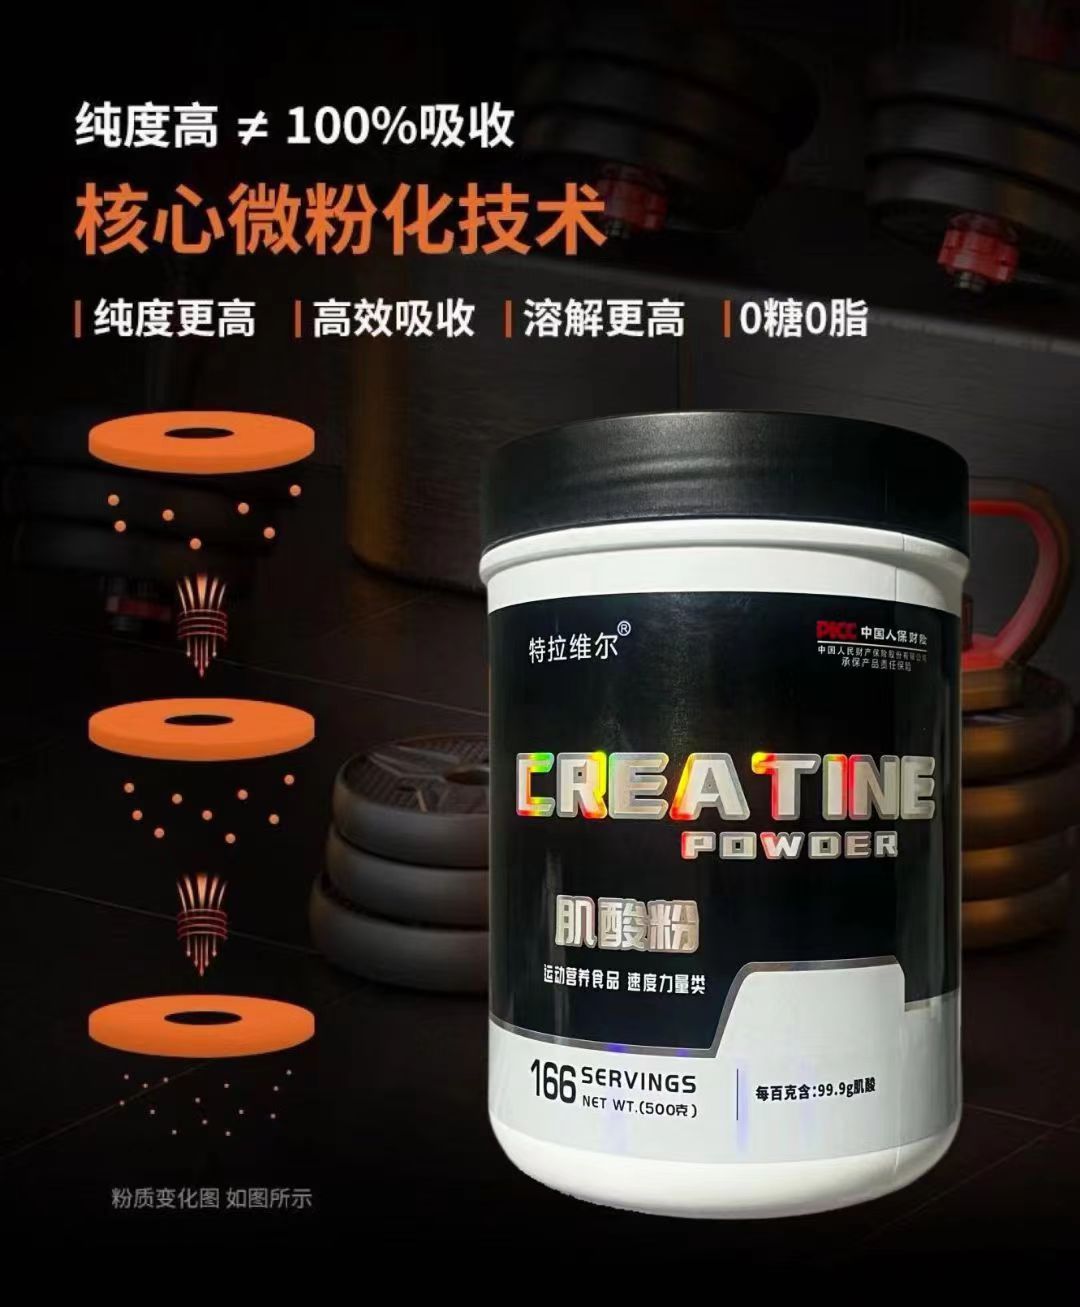 纯度高 ≠ 100%吸收
核心微粉化技术
纯度更高 高效吸收 溶解更高 0糖0脂
特拉维尔®
PICC 中国人保财险
中国人民财产保险股份有限公司
承保产品责任保险
CREATINE
POWDER
肌酸粉
运动营养食品 速度力量类
166 SERVINGS
NET WT.(500克)
每百克含:99.9g肌酸
粉质变化图 如图所示